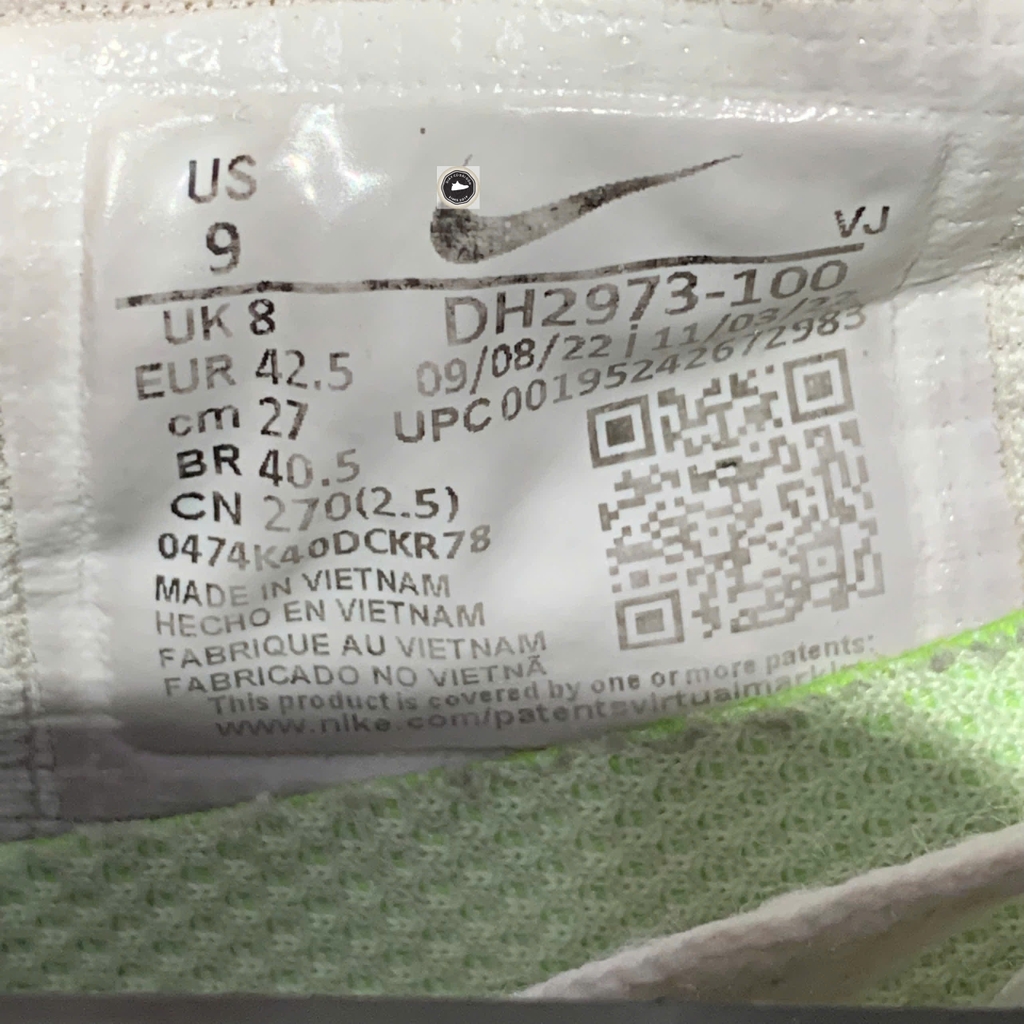 US
9
VJ
UK 8
DH2973-100
EUR 42.5
09/08/22 i 11/03/22
cm 27
UPC 00195242672983
BR 40.5
CN 270(2.5)
0474K40DCKR78
MADE IN VIETNAM
HECHO EN VIETNAM
FABRIQUE AU VIETNAM
FABRICADO NO VIETNÃ
This product is covered by one or more patents:
www.nike.com/patents